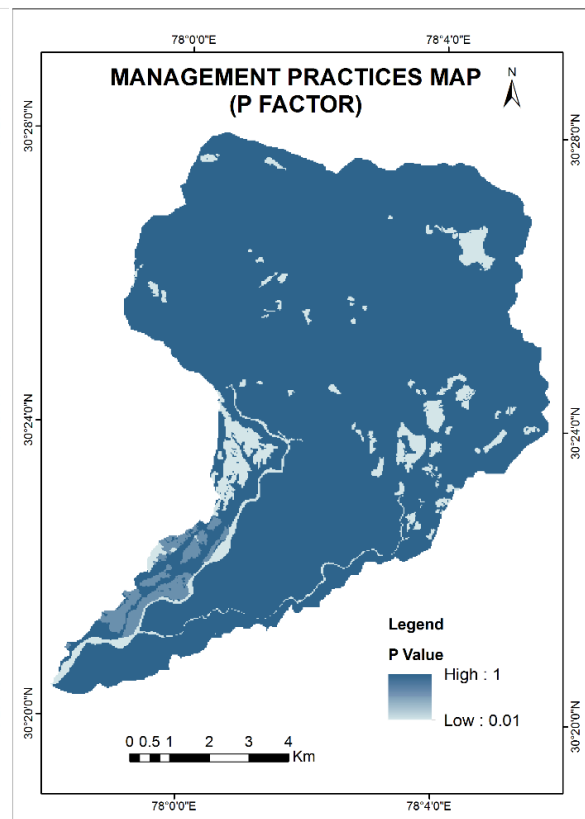 78°0'0"E
78°4'0"E
MANAGEMENT PRACTICES MAP
(P FACTOR)
N
30°28'0"N
30°28'0"N
30°24'0"N
30°24'0"N
Legend
P Value
High : 1
Low : 0.01
30°20'0"N
30°20'0"N
0 0.5 1 2 3 4
Km
78°0'0"E
78°4'0"E